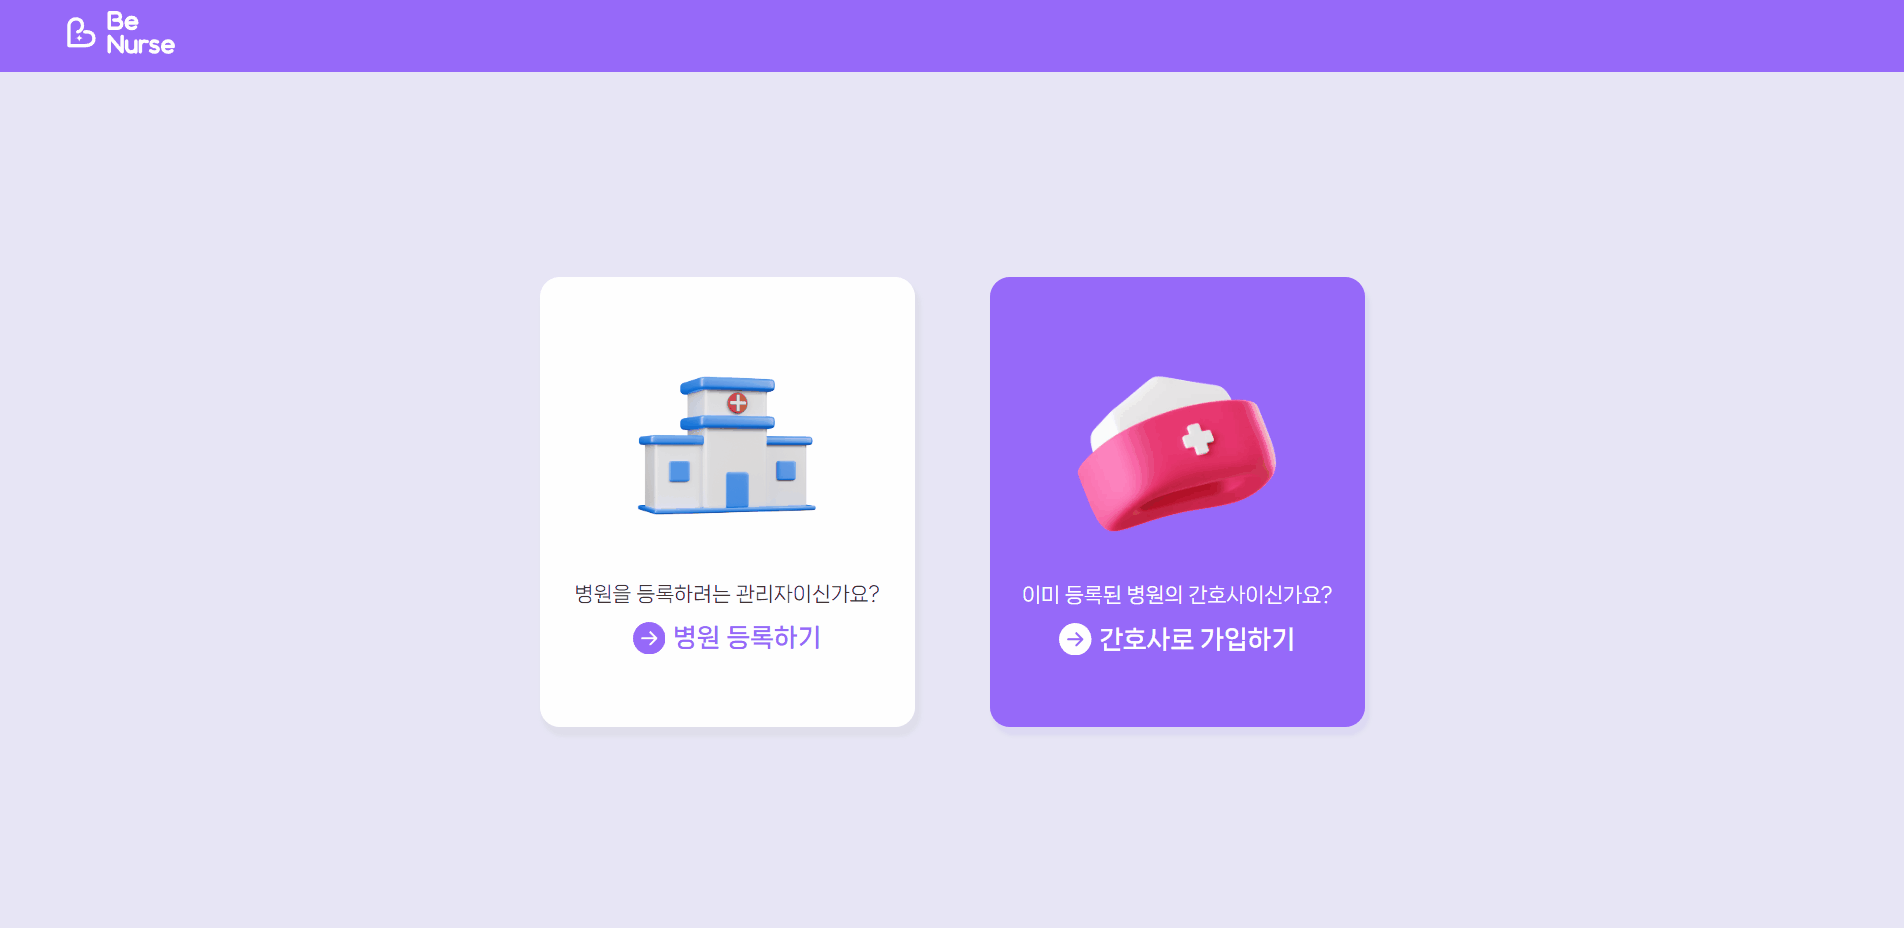 Be
Nurse
병원을 등록하려는 관리자이신가요?
병원 등록하기
이미 등록된 병원의 간호사이신가요?
간호사로 가입하기